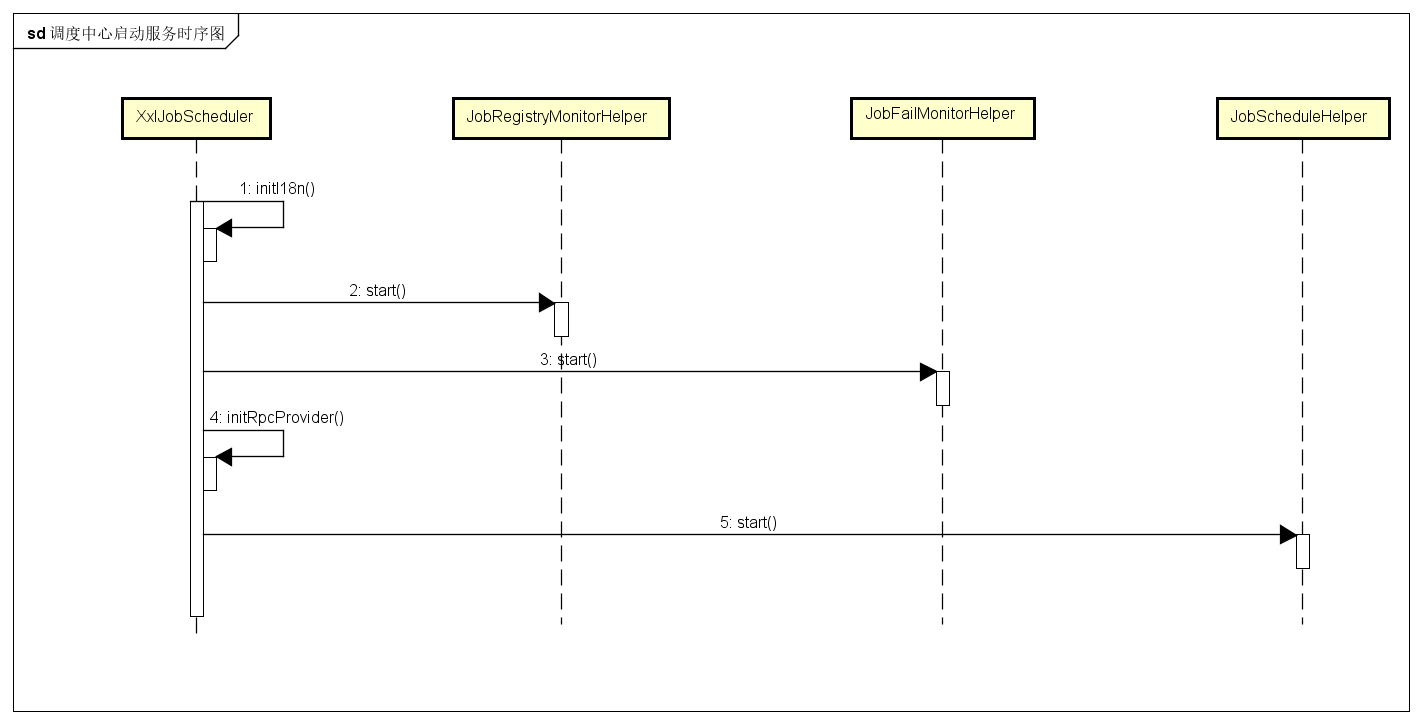 sd 调度中心启动服务时序图
XxlJobScheduler
JobRegistryMonitorHelper
JobFailMonitorHelper
JobScheduleHelper
1: initI18n()
2: start()
3: start()
4: initRpcProvider()
5: start()